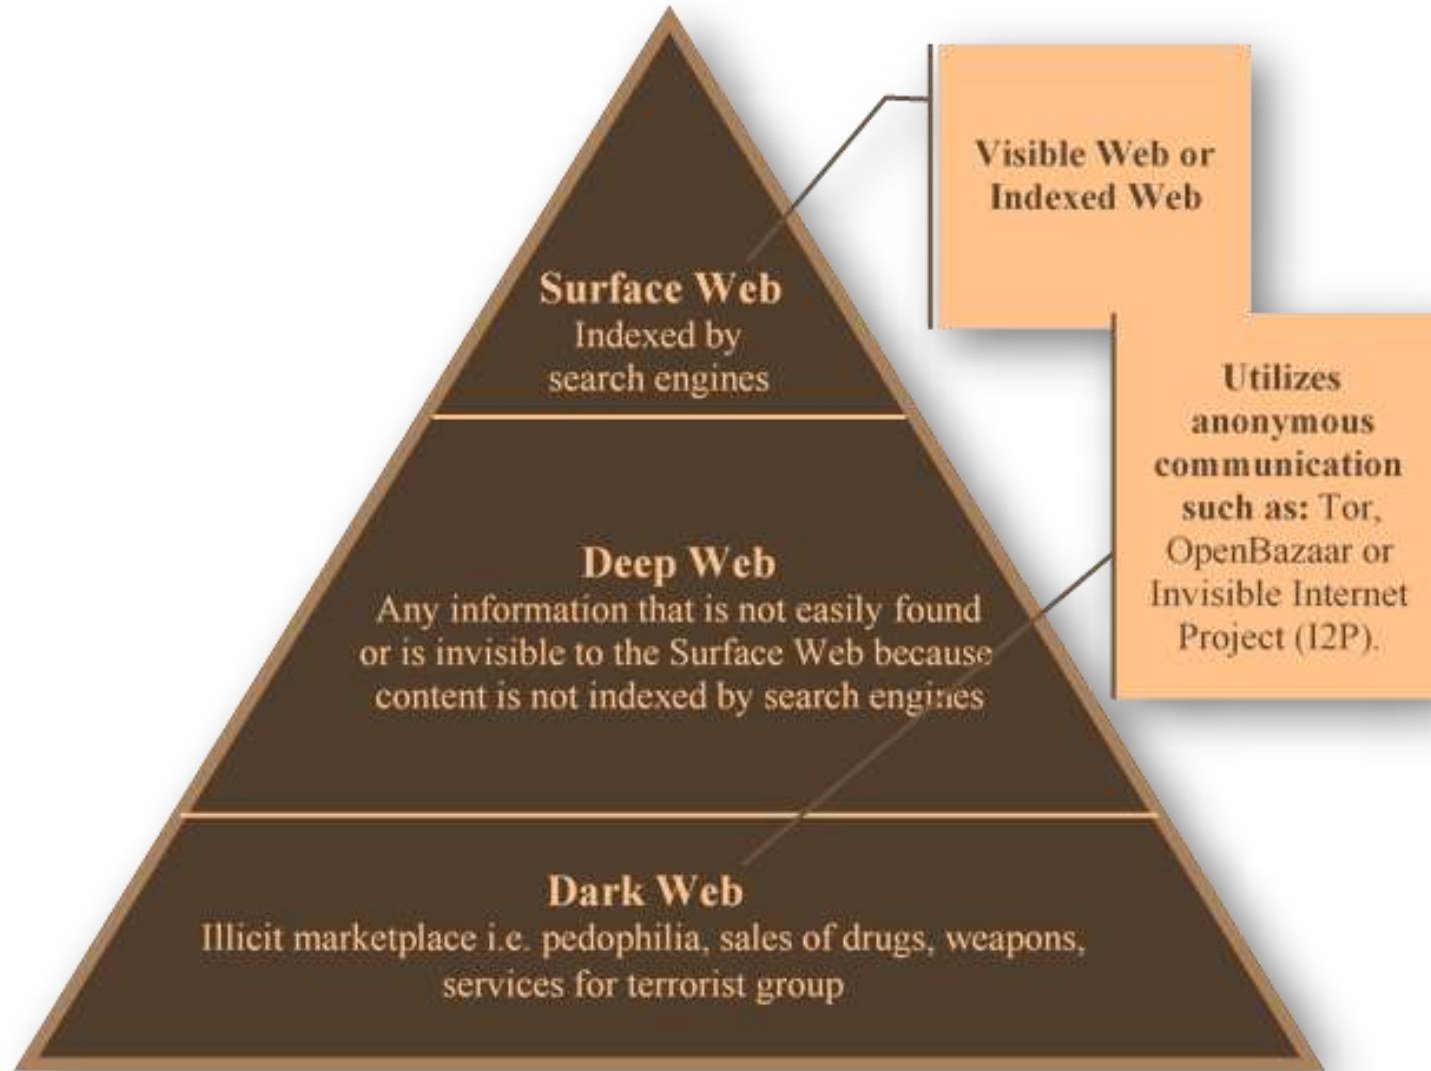 Visible Web or
Indexed Web
Surface Web
Indexed by
search engines
Utilizes
anonymous
communication
such as: Tor,
OpenBazaar or
Invisible Internet
Project (I2P).
Deep Web
Any information that is not easily found
or is invisible to the Surface Web because
content is not indexed by search engines
Dark Web
Illicit marketplace i.e. pedophilia, sales of drugs, weapons,
services for terrorist group